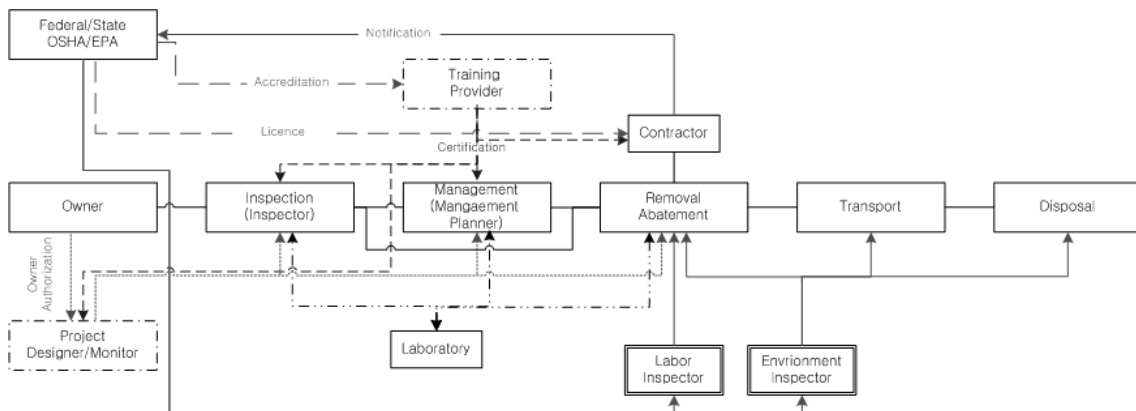 Federal/State
OSHA/EPA
Notification
Accreditation
Training
Provider
Licence
Contractor
Certification
Owner
Inspection
(Inspector)
Management
(Mangaement
Planner)
Removal
Abatement
Transport
Disposal
Owner
Authorization
Project
Designer/Monitor
Laboratory
Labor
Inspector
Envrionment
Inspector